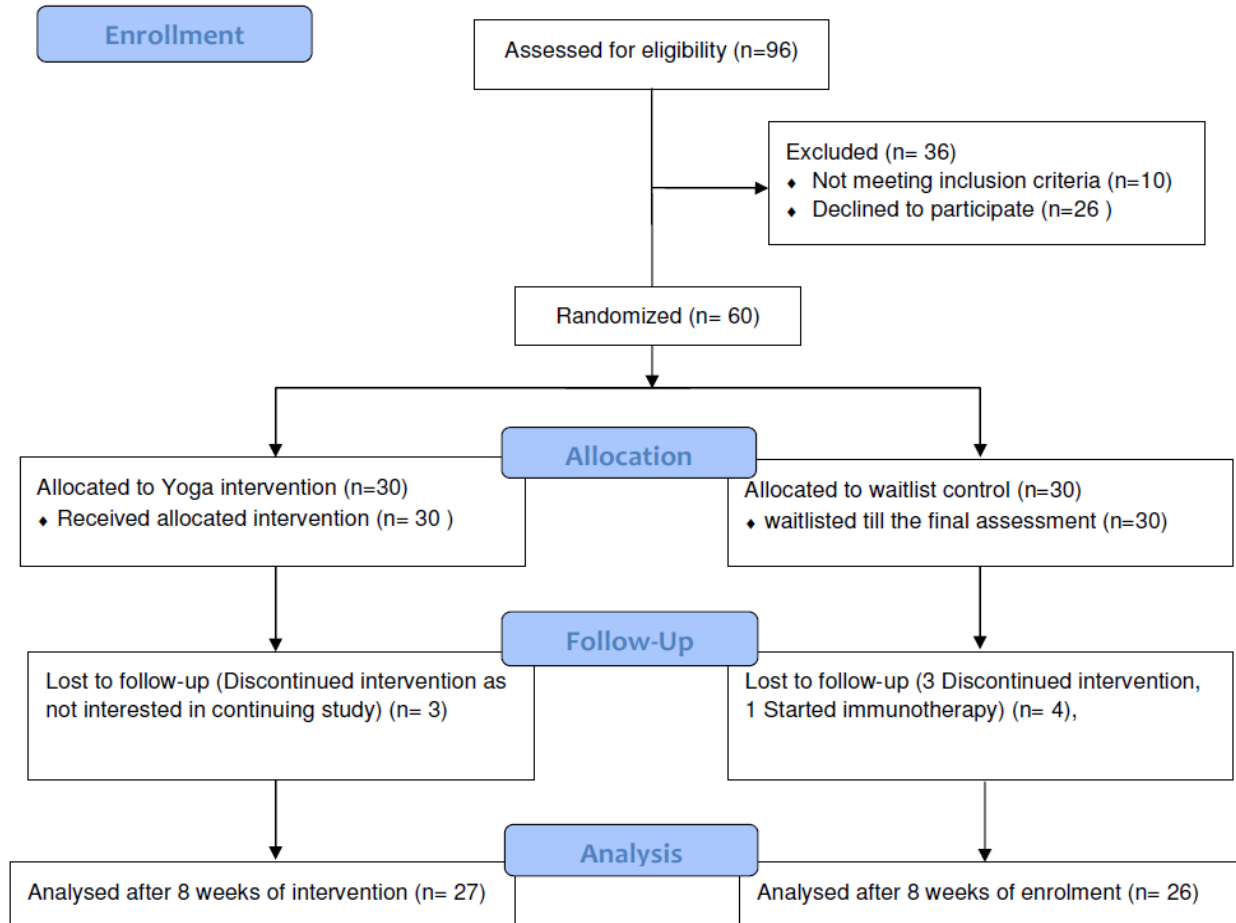 Enrollment
Assessed for eligibility (n=96)
Excluded (n= 36)
⬧ Not meeting inclusion criteria (n=10)
⬧ Declined to participate (n=26 )
Randomized (n= 60)
Allocation
Allocated to Yoga intervention (n=30)
⬧ Received allocated intervention (n= 30 )
Allocated to waitlist control (n=30)
⬧ waitlisted till the final assessment (n=30)
Follow-Up
Lost to follow-up (Discontinued intervention as
not interested in continuing study) (n= 3)
Lost to follow-up (3 Discontinued intervention,
1 Started immunotherapy) (n= 4),
Analysis
Analysed after 8 weeks of intervention (n= 27)
Analysed after 8 weeks of enrolment (n= 26)